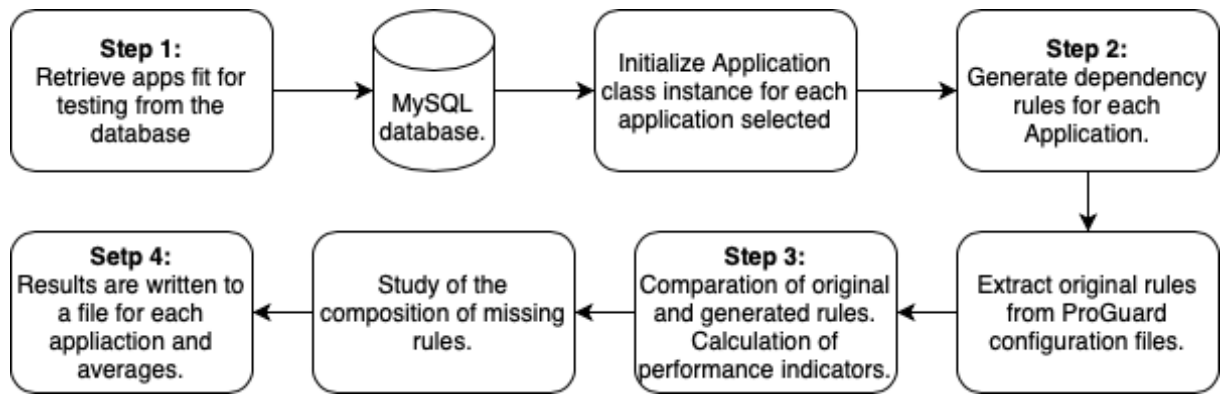 Step 1:
Retrieve apps fit for
testing from the
database
MySQL
database.
Initialize Application
class instance for each
application selected
Step 2:
Generate dependency
rules for each
Application.
Extract original rules
from ProGuard
configuration files.
Step 3:
Comparation of original
and generated rules.
Calculation of
performance indicators.
Study of the
composition of missing
rules.
Setp 4:
Results are written to
a file for each
appliaction and
averages.